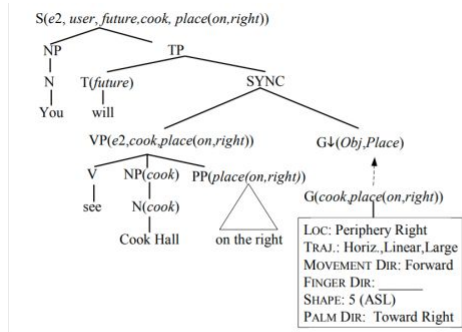 S(e2, user, future,cook, place(on,right))
NP TP
N T(future) SYNC
You will
VP(e2,cook,place(on,right)) G↓(Obj,Place)
V NP(cook) PP(place(on,right))
see N(cook) G(cook,place(on,right))
Cook Hall on the right
LOC: Periphery Right
TRAJ.: Horiz.,Linear,Large
MOVEMENT DIR: Forward
FINGER DIR: ______
SHAPE: 5 (ASL)
PALM DIR: Toward Right